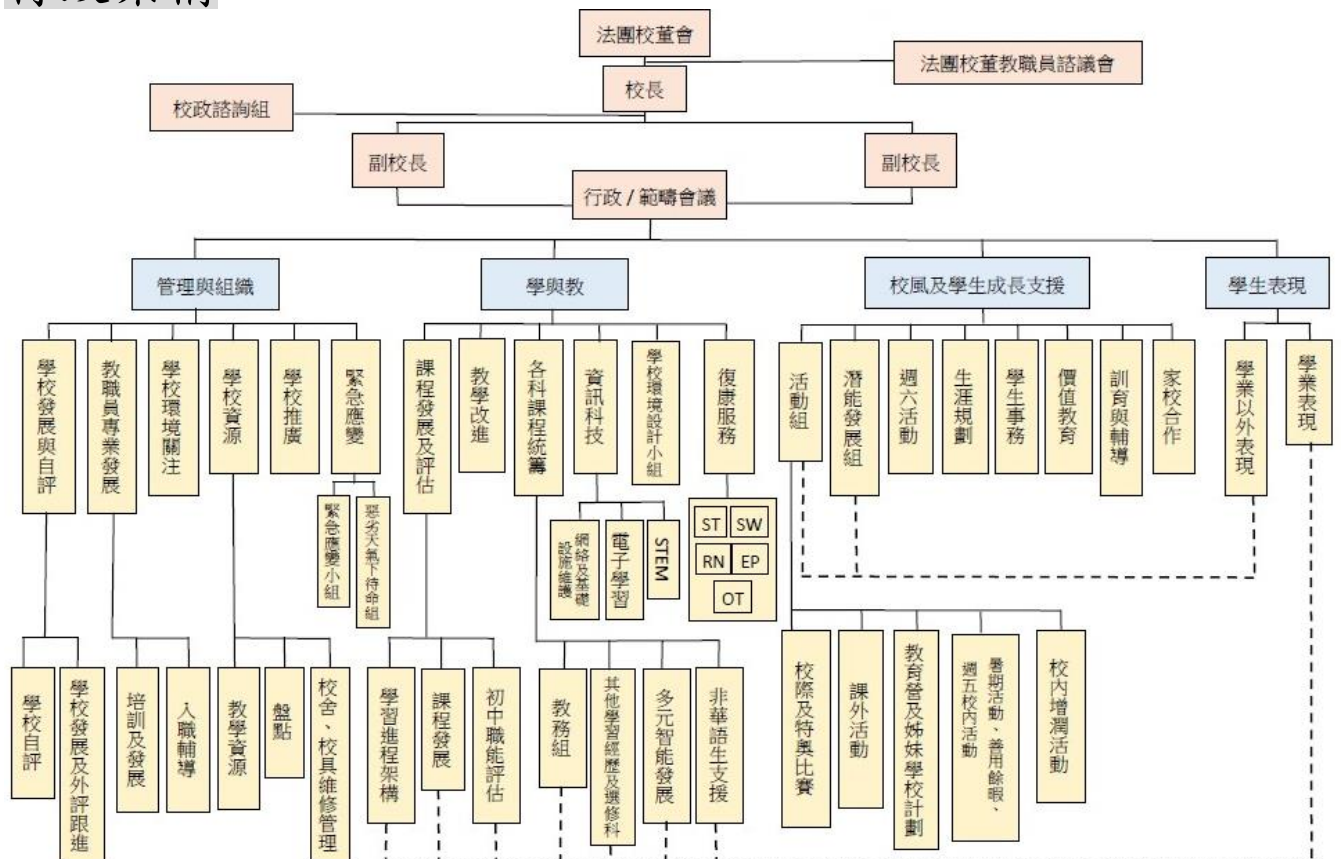 行政架構
法團校董會
法團校董教職員諮議會
校長
校政諮詢組
副校長
副校長
行政 / 範疇會議
管理與組織
學與教
校風及學生成長支援
學生表現
學校發展與自評
教職員專業發展
學校環境關注
學校資源
學校推廣
緊急應變
課程發展及評估
教學改進
各科課程統籌
資訊科技
學校環境設計小組
復康服務
活動組
潛能發展組
週六活動
生涯規劃
學生事務
價值教育
訓育與輔導
家校合作
學業以外表現
學業表現
緊急應變小組
惡劣天氣下待命組
網絡及基礎
設施維護
電子學習
STEM
ST
SW
RN
EP
OT
學校自評
學校發展及外評跟進
培訓及發展
入職輔導
教學資源
盤點
校舍、校具維修管理
學習進程架構
課程發展
初中職能評估
教務組
其他學習經歷及選修科
多元智能發展
非華語生支援
校際及特奧比賽
課外活動
教育營及姊妹學校計劃
暑期活動、善用餘暇、
週五校內活動
校內增潤活動